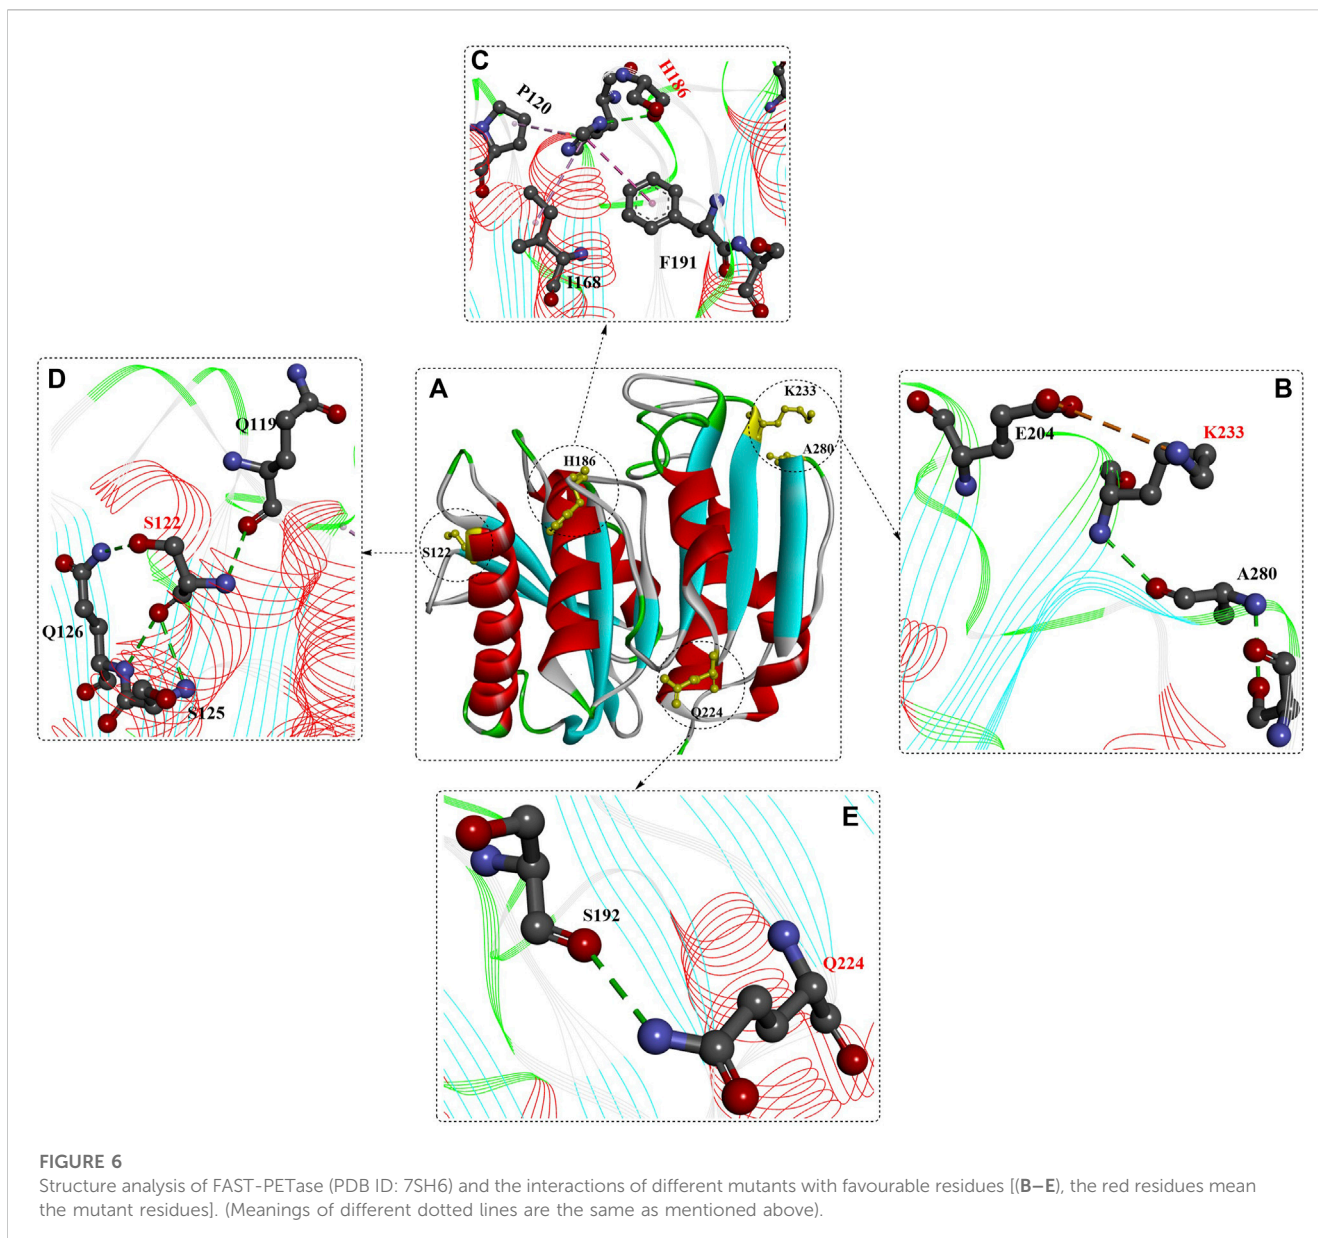 C
P120
H186
I168
F191
D
Q119
S122
Q126
S125
A
K233
A280
H186
S122
Q224
B
E204
K233
A280
E
S192
Q224
FIGURE 6
Structure analysis of FAST-PETase (PDB ID: 7SH6) and the interactions of different mutants with favourable residues [(B–E), the red residues mean
the mutant residues]. (Meanings of different dotted lines are the same as mentioned above).